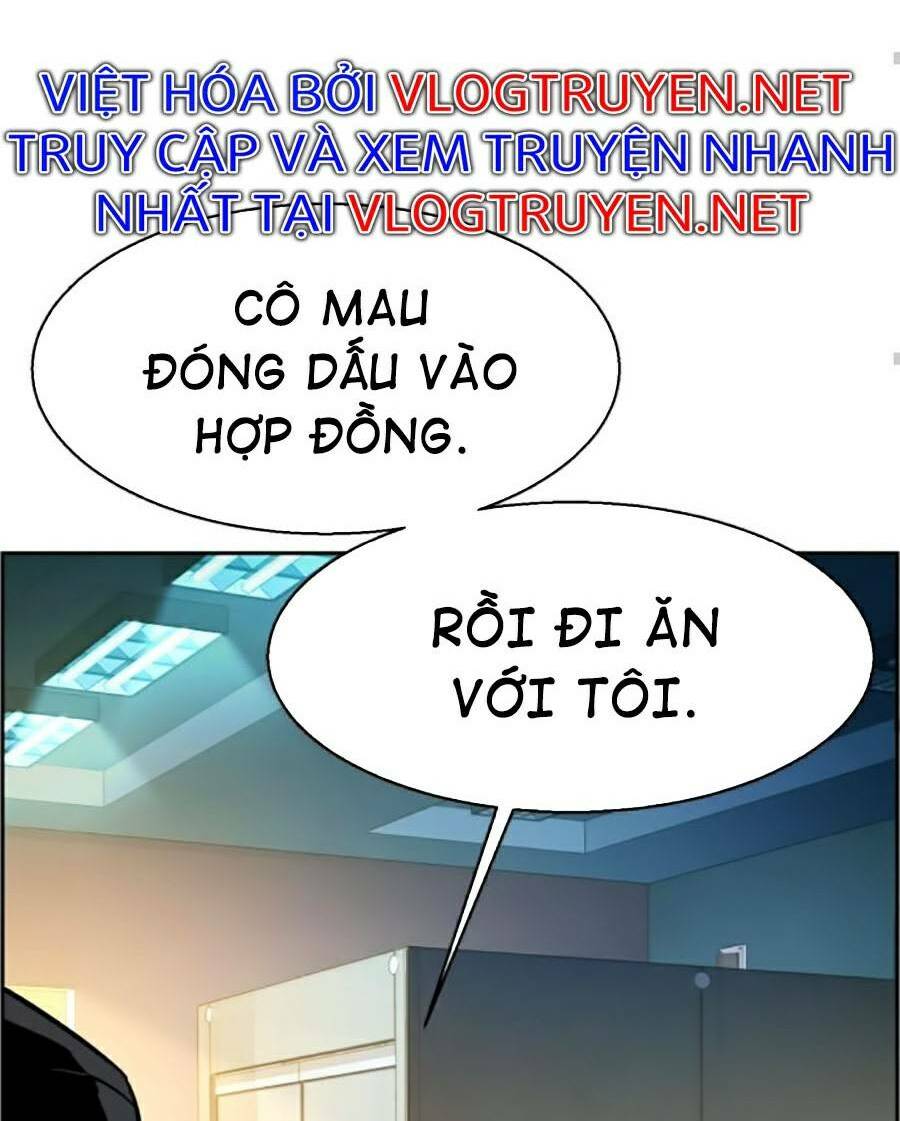 VIỆT HÓA BỞI VLOGTRUYEN.NET
TRUY CẬP VÀ XEM TRUYỆN NHANH
NHẤT TẠI VLOGTRUYEN.NET
CÔ MAU
ĐÓNG DẤU VÀO
HỢP ĐỒNG.
RỒI ĐI ĂN
VỚI TÔI.